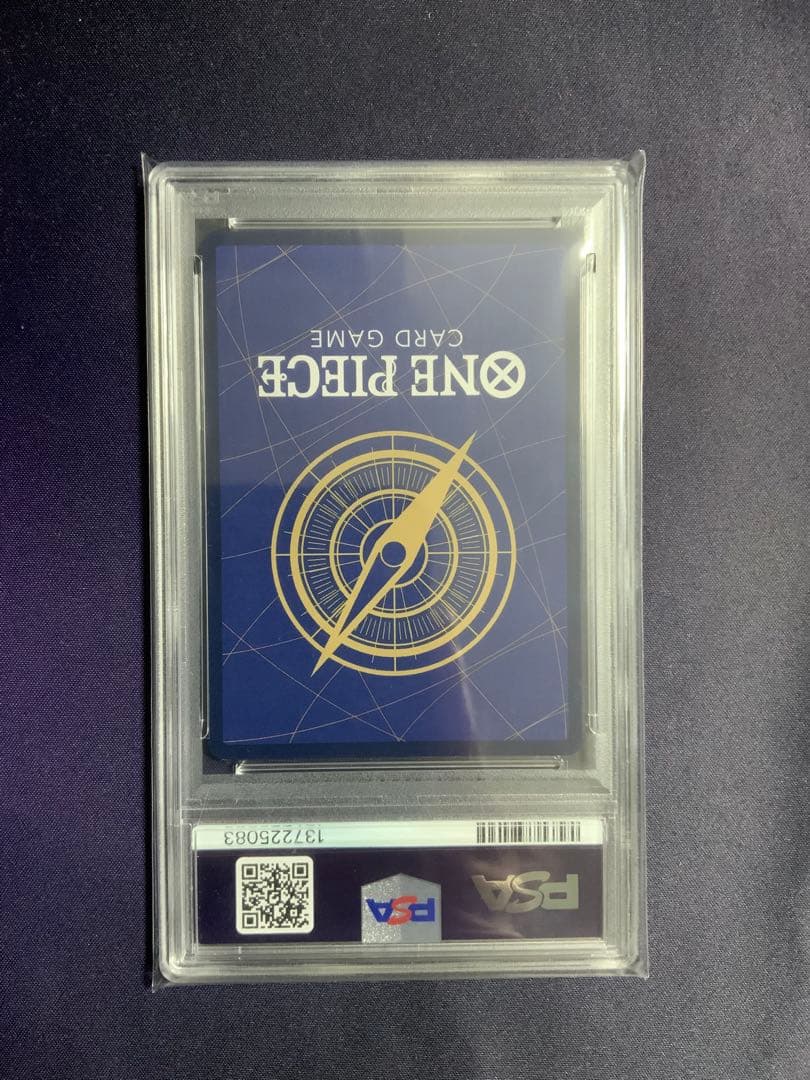 PSA
PSA
137225083
ONE PIECE
CARD GAME